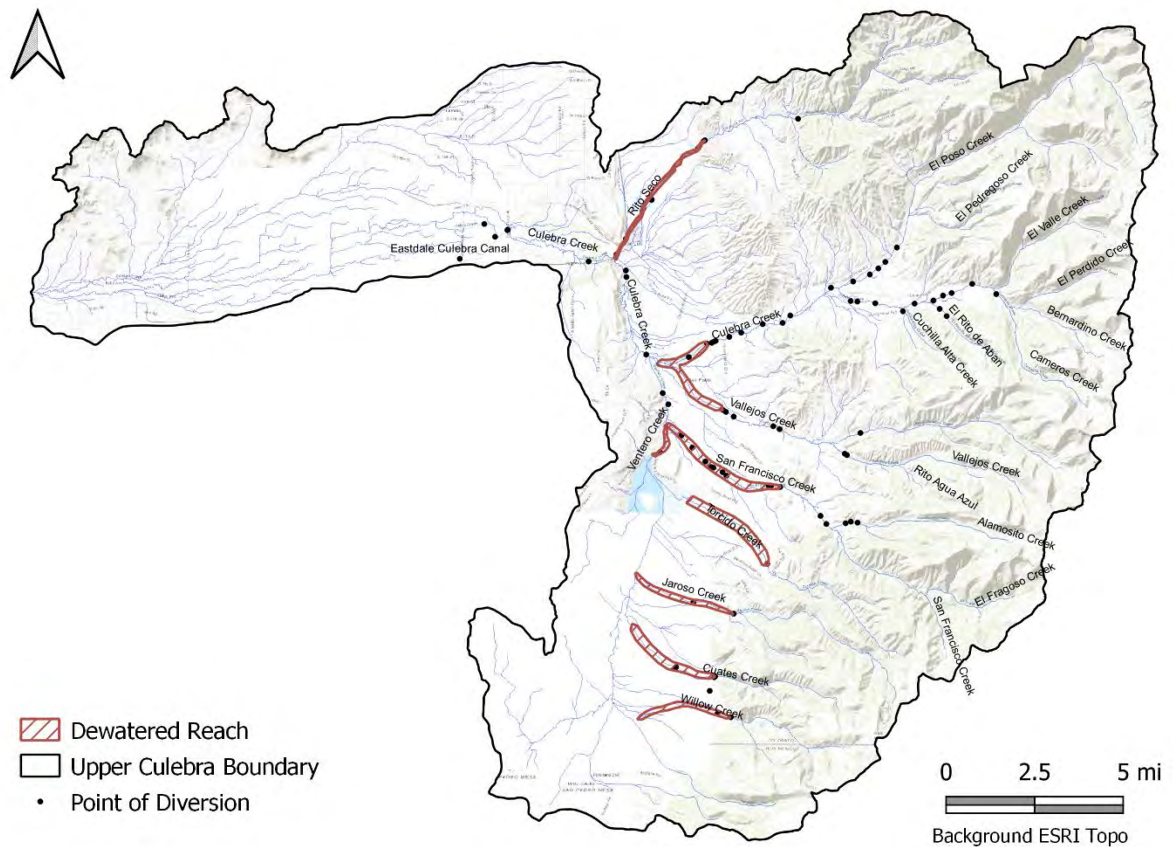 El Poso Creek
El Pedregoso Creek
Rito Seco
El Valle Creek
Culebra Creek
Eastdale Culebra Canal
El Perdido Creek
Culebra Creek
Bernardino Creek
El Rito de Aban
Culebra Creek
Cuchilla Alta Creek
Cameros Creek
Vallejos Creek
Ventero Creek
San Francisco Creek
Vallejos Creek
Rito Agua Azul
Torcido Creek
Alamosito Creek
Jaroso Creek
El Fragoso Creek
San Francisco Creek
Cuates Creek
Willow Creek
Dewatered Reach
Upper Culebra Boundary
Point of Diversion
0 2.5 5 mi
Background ESRI Topo